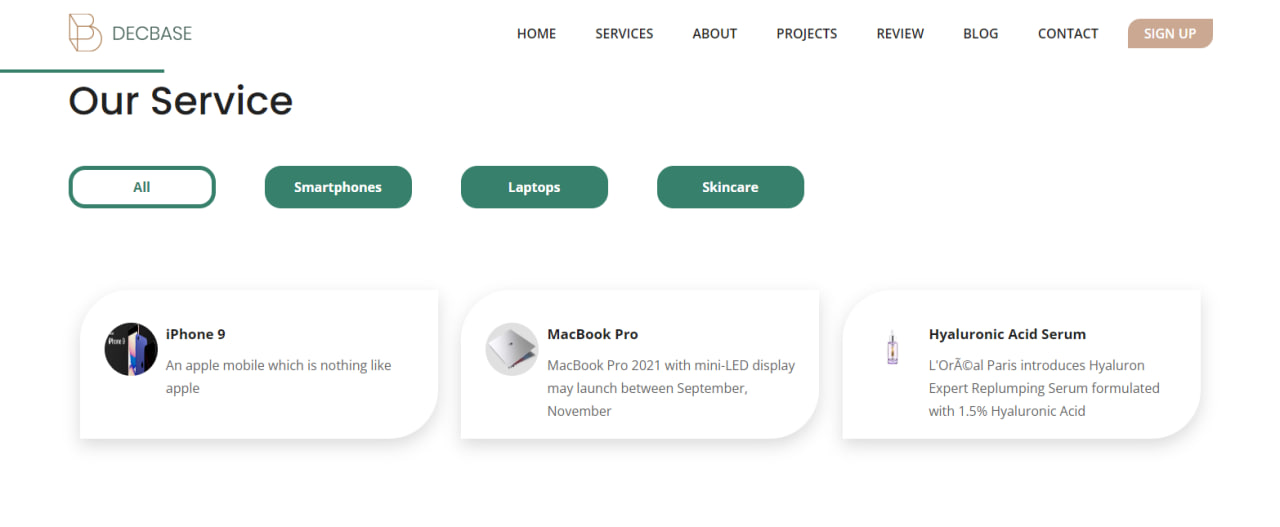 DECBASE
HOME SERVICES ABOUT PROJECTS REVIEW BLOG CONTACT SIGN UP
Our Service
All Smartphones Laptops Skincare
iPhone 9
An apple mobile which is nothing like
apple
MacBook Pro
MacBook Pro 2021 with mini-LED display
may launch between September,
November
Hyaluronic Acid Serum
L'OrÃ©al Paris introduces Hyaluron
Expert Replumping Serum formulated
with 1.5% Hyaluronic Acid